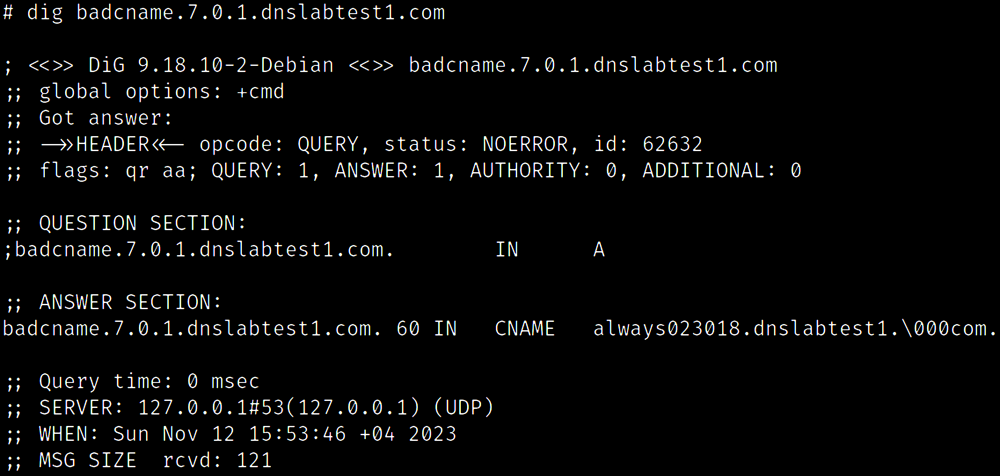 # dig badcname.7.0.1.dnslabtest1.com
; <<>> DiG 9.18.10-2-Debian <<>> badcname.7.0.1.dnslabtest1.com
;; global options: +cmd
;; Got answer:
;; ->>HEADER<<- opcode: QUERY, status: NOERROR, id: 62632
;; flags: qr aa; QUERY: 1, ANSWER: 1, AUTHORITY: 0, ADDITIONAL: 0
;; QUESTION SECTION:
;badcname.7.0.1.dnslabtest1.com. IN A
;; ANSWER SECTION:
badcname.7.0.1.dnslabtest1.com. 60 IN CNAME always023018.dnslabtest1.\000com.
;; Query time: 0 msec
;; SERVER: 127.0.0.1#53(127.0.0.1) (UDP)
;; WHEN: Sun Nov 12 15:53:46 +04 2023
;; MSG SIZE  rcvd: 121